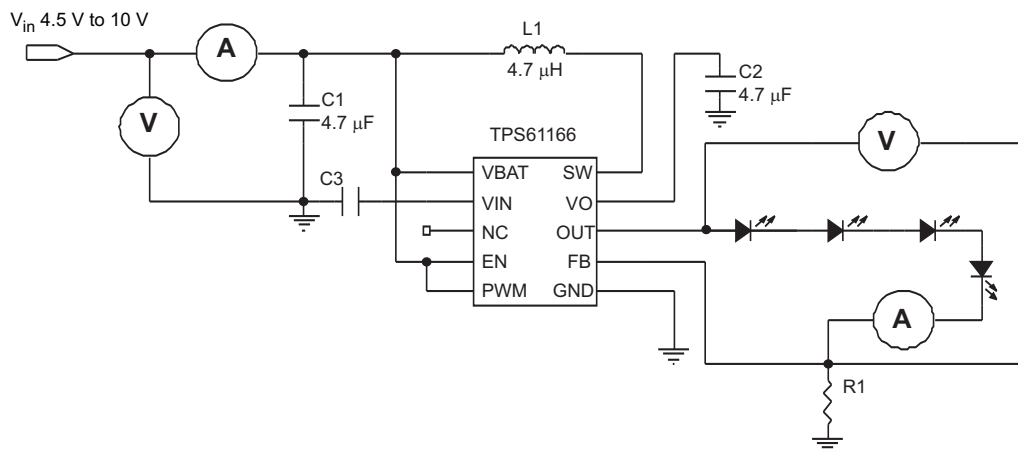 Vin 4.5 V to 10 V
A
L1
4.7 μH
C2
4.7 μF
C1
4.7 μF
V
V
TPS61166
VBAT
SW
C3
VIN
VO
NC
OUT
EN
FB
PWM
GND
A
R1